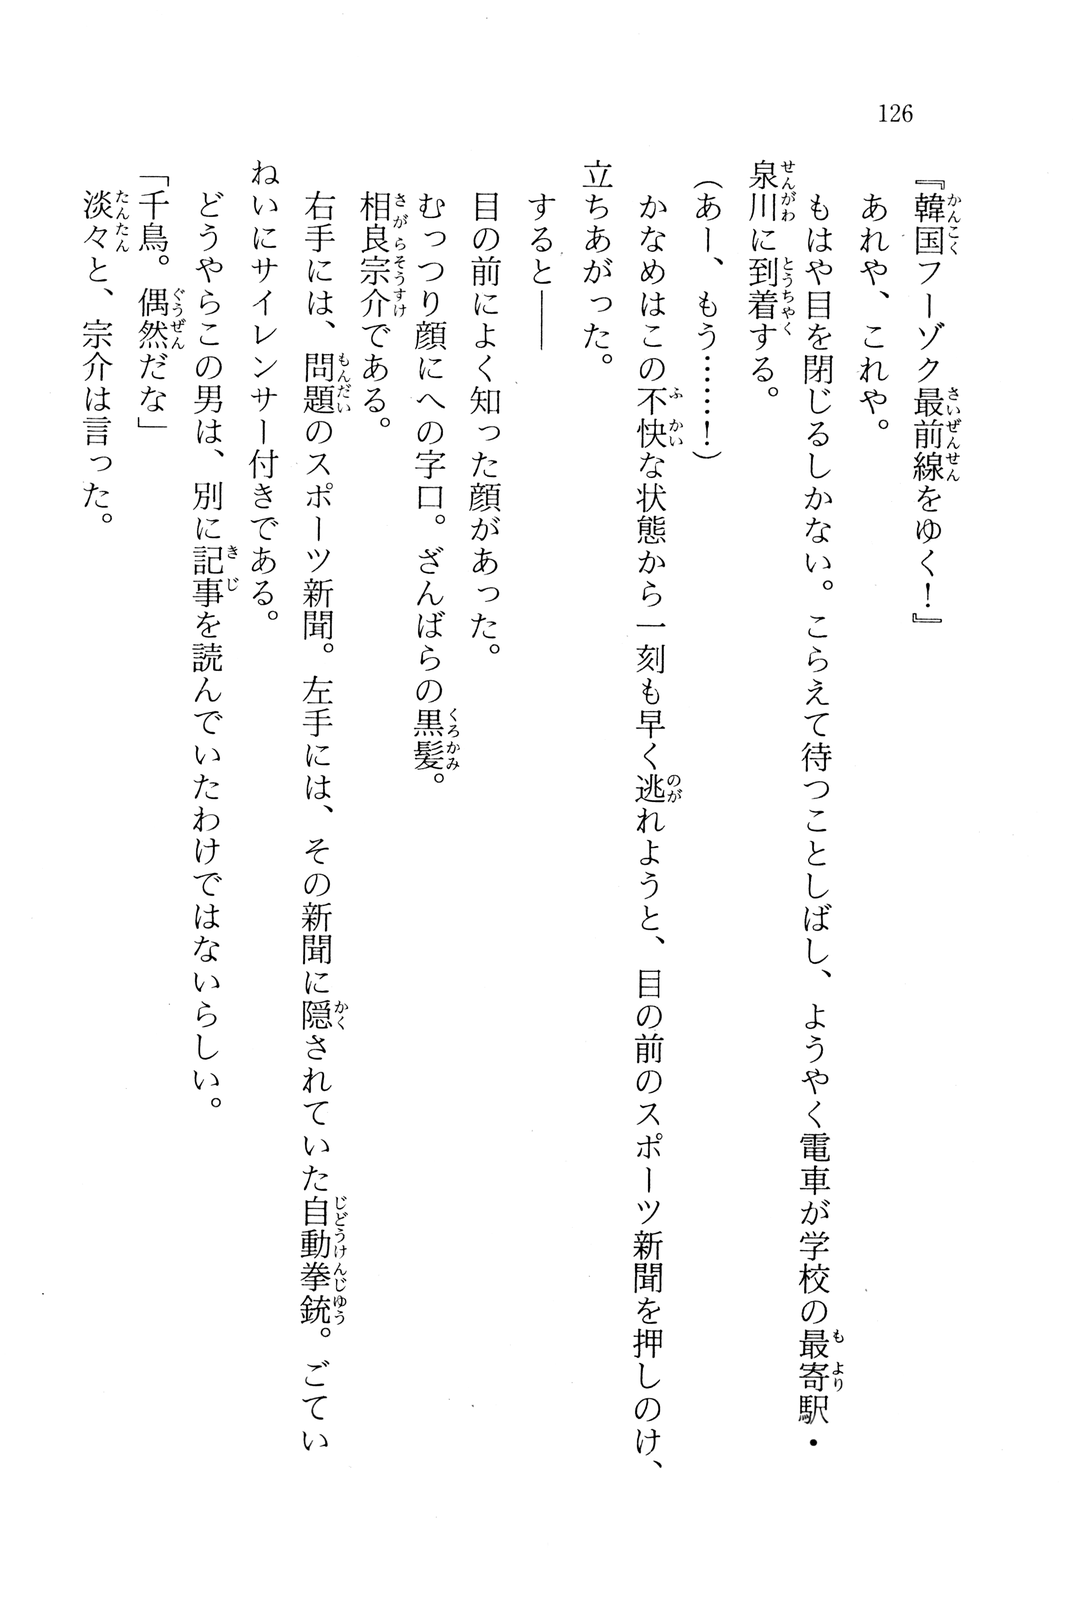 126
『韓国フーゾク最前線をゆく！』
あれや、これや。
もはや目を閉じるしかない。こらえて待つことしばし、ようやく電車が学校の最寄駅・
泉川に到着する。
（あー、もう……！）
かなめはこの不快な状態から一刻も早く逃れようと、目の前のスポーツ新聞を押しのけ、
立ちあがった。
すると――
目の前によく知った顔があった。
むっつり顔にへの字口。ざんばらの黒髪。
相良宗介である。
右手には、問題のスポーツ新聞。左手には、その新聞に隠されていた自動拳銃。ごてい
ねいにサイレンサー付きである。
どうやらこの男は、別に記事を読んでいたわけではないらしい。
「千鳥。偶然だな」
淡々と、宗介は言った。